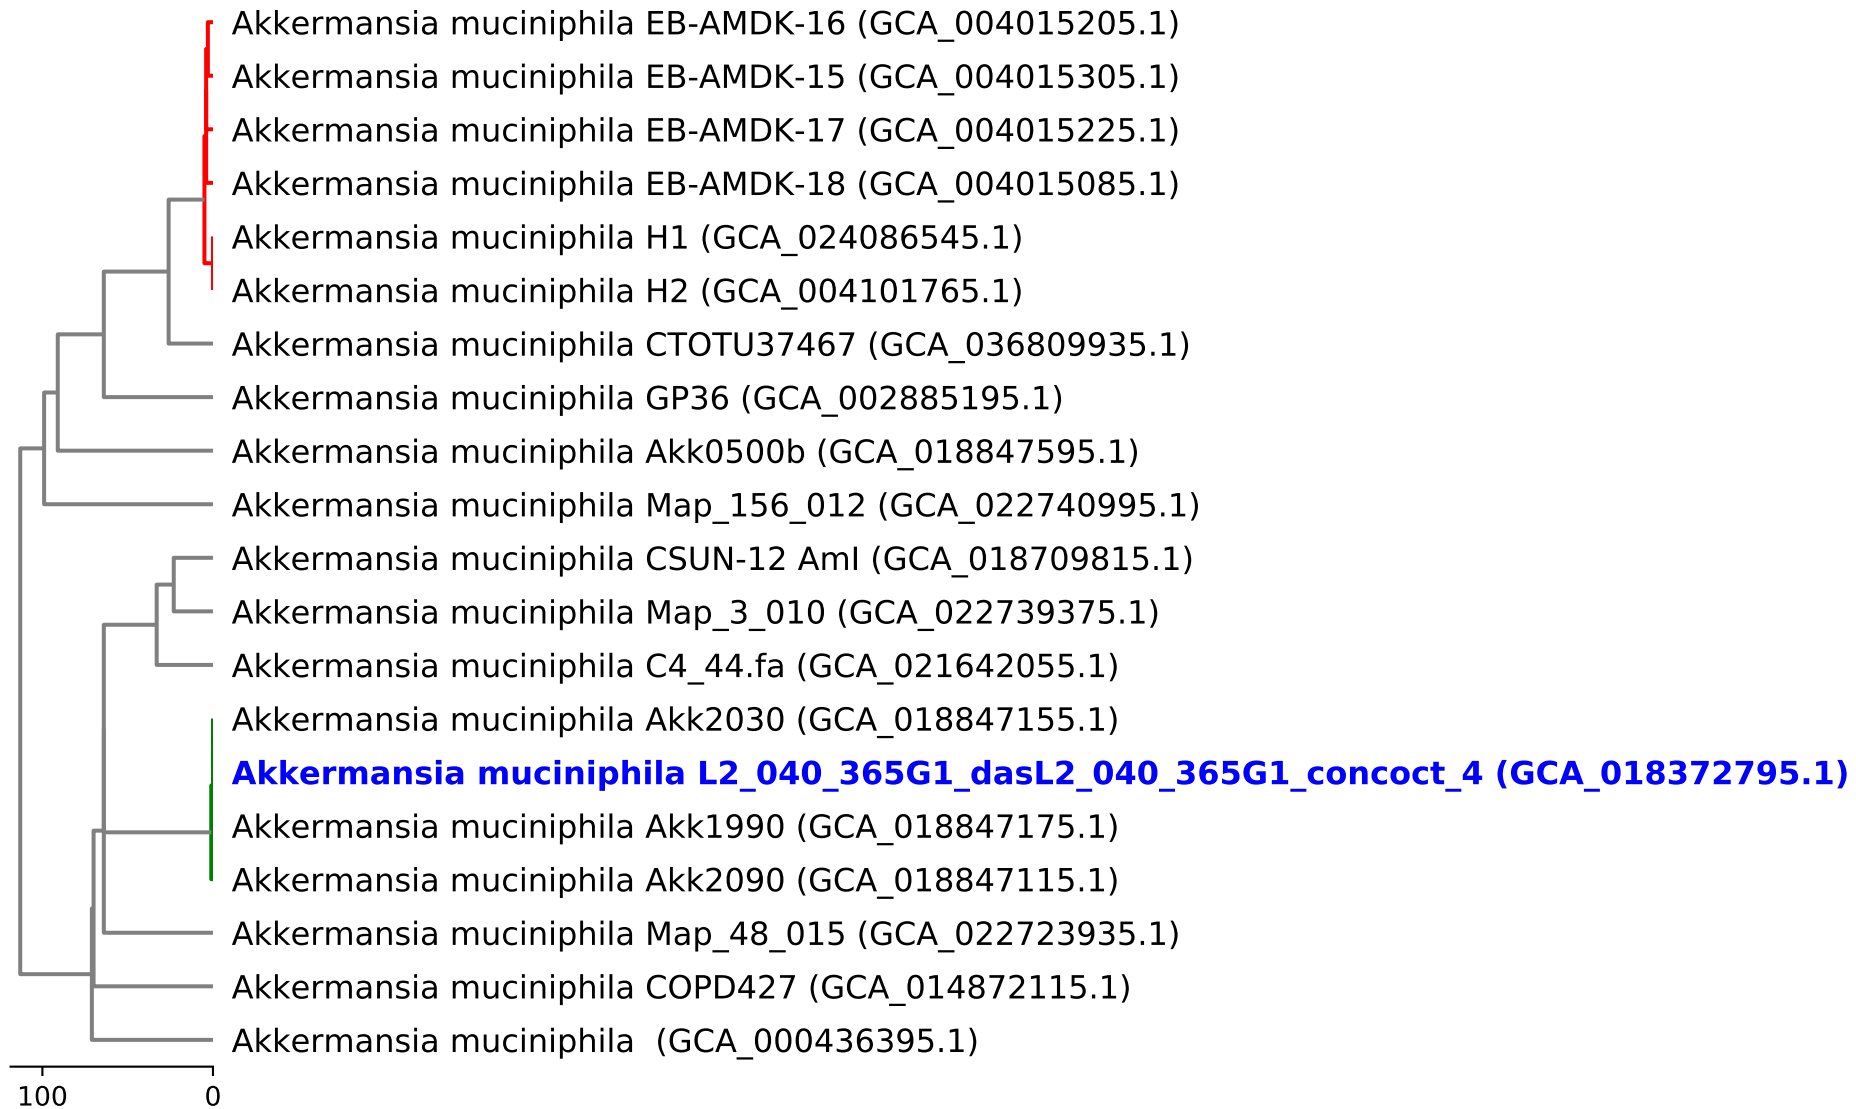 Akkermansia muciniphila EB-AMDK-16 (GCA_004015205.1)
Akkermansia muciniphila EB-AMDK-15 (GCA_004015305.1)
Akkermansia muciniphila EB-AMDK-17 (GCA_004015225.1)
Akkermansia muciniphila EB-AMDK-18 (GCA_004015085.1)
Akkermansia muciniphila H1 (GCA_024086545.1)
Akkermansia muciniphila H2 (GCA_004101765.1)
Akkermansia muciniphila CTOTU37467 (GCA_036809935.1)
Akkermansia muciniphila GP36 (GCA_002885195.1)
Akkermansia muciniphila Akk0500b (GCA_018847595.1)
Akkermansia muciniphila Map_156_012 (GCA_022740995.1)
Akkermansia muciniphila CSUN-12 AmI (GCA_018709815.1)
Akkermansia muciniphila Map_3_010 (GCA_022739375.1)
Akkermansia muciniphila C4_44.fa (GCA_021642055.1)
Akkermansia muciniphila Akk2030 (GCA_018847155.1)
Akkermansia muciniphila L2_040_365G1_dasL2_040_365G1_concoct_4 (GCA_018372795.1)
Akkermansia muciniphila Akk1990 (GCA_018847175.1)
Akkermansia muciniphila Akk2090 (GCA_018847115.1)
Akkermansia muciniphila Map_48_015 (GCA_022723935.1)
Akkermansia muciniphila COPD427 (GCA_014872115.1)
Akkermansia muciniphila  (GCA_000436395.1)
100 0